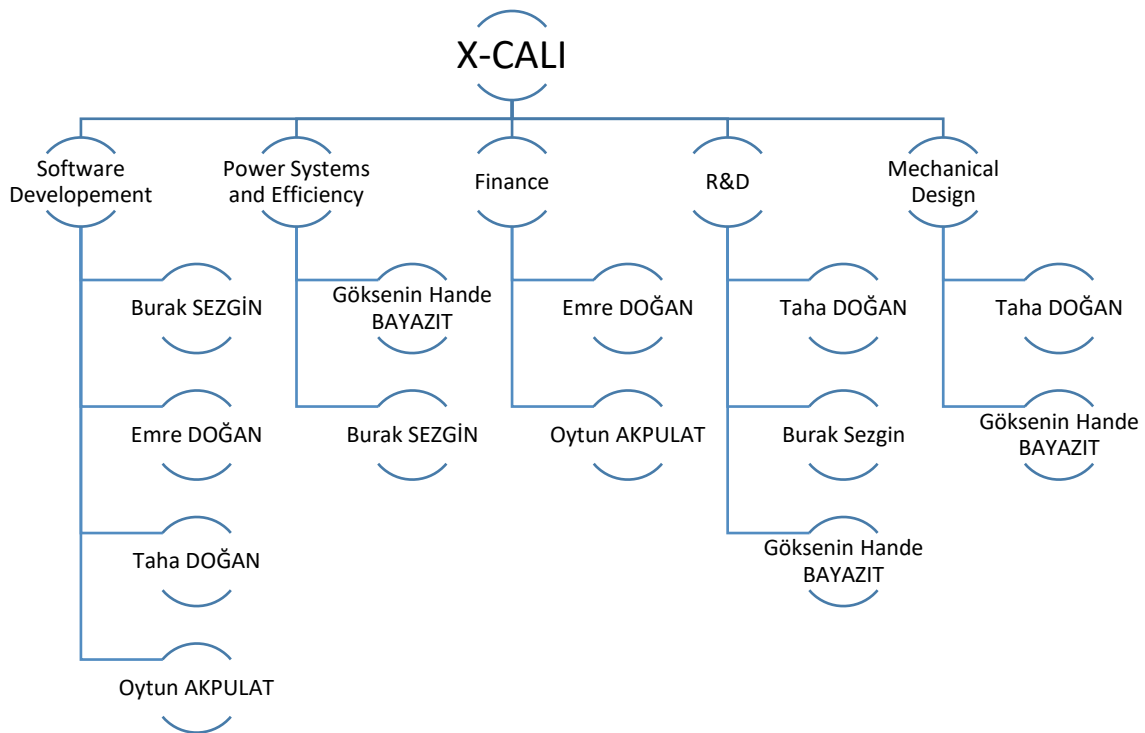 X-CALI
Software
Developement
Power Systems
and Efficiency
Finance
R&D
Mechanical
Design
Burak SEZGİN
Emre DOĞAN
Taha DOĞAN
Oytun AKPULAT
Göksenin Hande
BAYAZIT
Burak SEZGİN
Emre DOĞAN
Oytun AKPULAT
Taha DOĞAN
Burak Sezgin
Göksenin Hande
BAYAZIT
Taha DOĞAN
Göksenin Hande
BAYAZIT